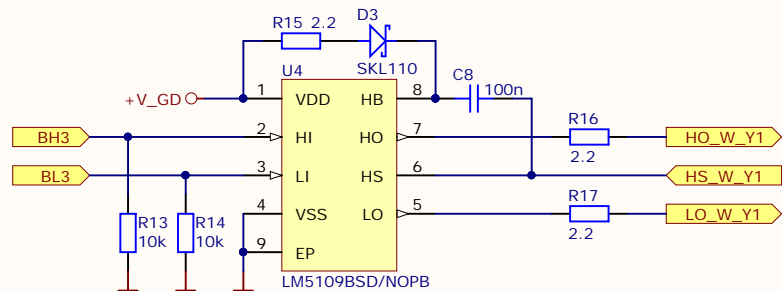 D3
R15 2.2
SKL110
U4
C8
100n
+V_GD
1 VDD HB 8
R16
BH3 2 HI HO 7 HO_W_Y1
2.2
BL3 3 LI HS 6 HS_W_Y1
R17
4 VSS LO 5 LO_W_Y1
2.2
R13 R14
10k 10k
9 EP
LM5109BSD/NOPB